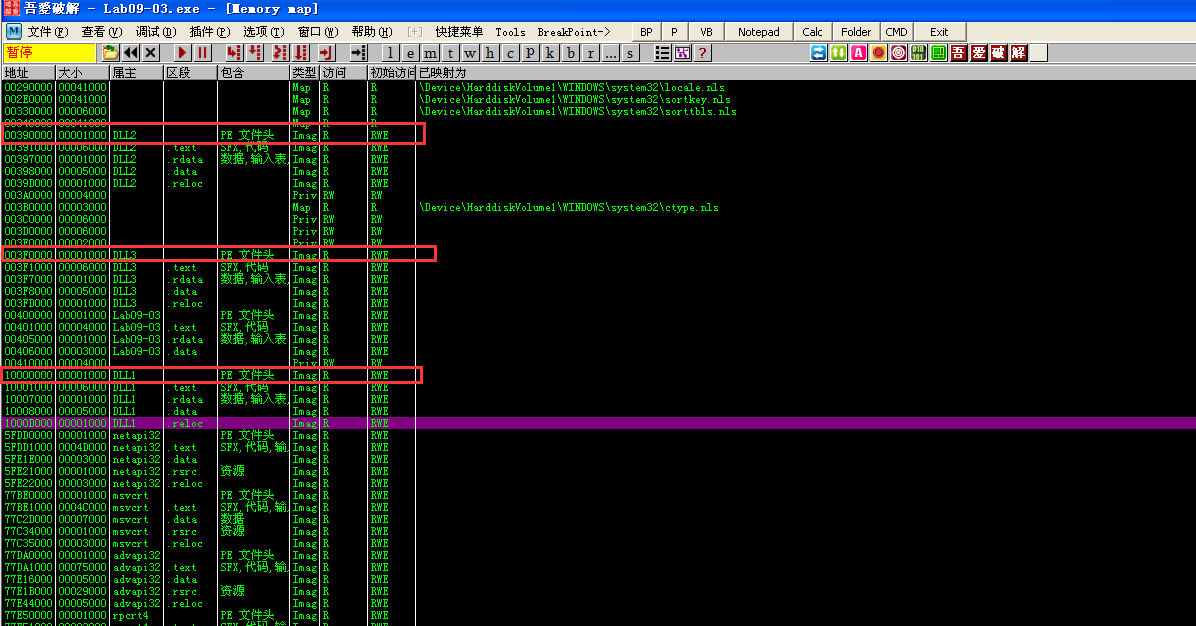 吾爱破解 - Lab09-03.exe - [Memory map]
M 文件(F) 查看(V) 调试(D) 插件(P) 选项(T) 窗口(W) 帮助(H) [+] 快捷菜单 Tools BreakPoint-> BP P VB Notepad Calc Folder CMD Exit
暂停 l e m t w h c p k b r ... s ? 吾 爱 破 解
地址 大小 属主 区段 包含 类型 访问 初始访问 已映射为
00290000 00041000 Map R R \Device\HarddiskVolume1\WINDOWS\system32\locale.nls
002E0000 00041000 Map R R \Device\HarddiskVolume1\WINDOWS\system32\sortkey.nls
00330000 00006000 Map R R \Device\HarddiskVolume1\WINDOWS\system32\sorttbls.nls
00041000 Map R R
00390000 00001000 DLL2 PE 文件头 Imag R RWE
00391000 00006000 DLL2 .text SFX,代码 Imag R RWE
00397000 00001000 DLL2 .rdata 数据,输入表, Imag R RWE
00398000 00005000 DLL2 .data Imag R RWE
0039D000 00001000 DLL2 .reloc Imag R RWE
003A0000 00004000 Priv RW RW
003B0000 00003000 Map R R \Device\HarddiskVolume1\WINDOWS\system32\ctype.nls
003C0000 00006000 Priv RW RW
003D0000 00006000 Priv RW RW
003E0000 00002000 Priv RW RW
003F0000 00001000 DLL3 PE 文件头 Imag R RWE
003F1000 00006000 DLL3 .text SFX,代码 Imag R RWE
003F7000 00001000 DLL3 .rdata 数据,输入表, Imag R RWE
003F8000 00005000 DLL3 .data Imag R RWE
003FD000 00001000 DLL3 .reloc Imag R RWE
00400000 00001000 Lab09-03 PE 文件头 Imag R RWE
00401000 00004000 Lab09-03 .text SFX,代码 Imag R RWE
00405000 00001000 Lab09-03 .rdata 数据,输入表 Imag R RWE
00406000 00003000 Lab09-03 .data Imag R RWE
00410000 00004000 Priv RW RW
10000000 00001000 DLL1 PE 文件头 Imag R RWE
10001000 00006000 DLL1 .text SFX,代码 Imag R RWE
10007000 00001000 DLL1 .rdata 数据,输入表, Imag R RWE
10008000 00005000 DLL1 .data Imag R RWE
1000D000 00001000 DLL1 .reloc Imag R RWE
5FDD0000 00001000 netapi32 PE 文件头 Imag R RWE
5FDD1000 0004D000 netapi32 .text SFX,代码,输 Imag R RWE
5FE1E000 00003000 netapi32 .data Imag R RWE
5FE21000 00001000 netapi32 .rsrc 资源 Imag R RWE
5FE22000 00003000 netapi32 .reloc Imag R RWE
77BE0000 00001000 msvcrt PE 文件头 Imag R RWE
77BE1000 0004C000 msvcrt .text SFX,代码,输 Imag R RWE
77C2D000 00007000 msvcrt .data 数据 Imag R RWE
77C34000 00001000 msvcrt .rsrc 资源 Imag R RWE
77C35000 00003000 msvcrt .reloc Imag R RWE
77DA0000 00001000 advapi32 PE 文件头 Imag R RWE
77DA1000 00075000 advapi32 .text SFX,代码,输 Imag R RWE
77E16000 00005000 advapi32 .data Imag R RWE
77E1B000 00029000 advapi32 .rsrc 资源 Imag R RWE
77E44000 00005000 advapi32 .reloc Imag R RWE
77E50000 00001000 rpcrt4 PE 文件头 Imag R RWE